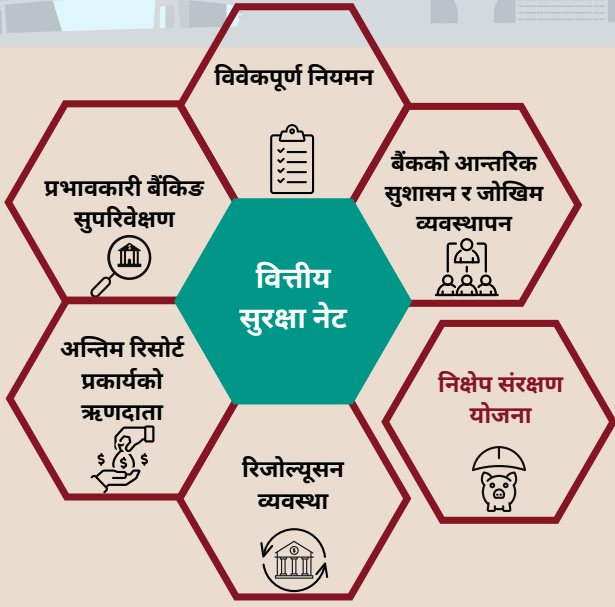 विवेकपूर्ण नियमन
बैंकको आन्तरिक
सुशासन र जोखिम
व्यवस्थापन
प्रभावकारी बैंकिङ
सुपरिवेक्षण
वित्तीय
सुरक्षा नेट
अन्तिम रिसोर्ट
प्रकार्यको
ऋणदाता
निक्षेप संरक्षण
योजना
रिजोल्यूसन
व्यवस्था